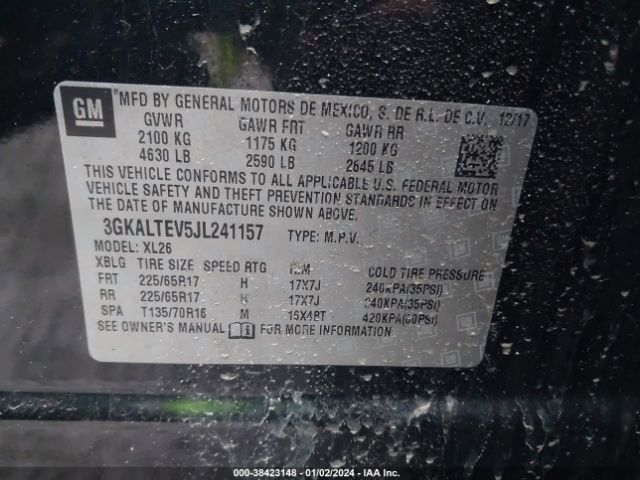 GM
MFD BY GENERAL MOTORS DE MEXICO, S. DE R.L. DE C.V. 12/17
GVWR GAWR FRT GAWR RR
2100 KG 1175 KG 1200 KG
4630 LB 2590 LB 2645 LB
THIS VEHICLE CONFORMS TO ALL APPLICABLE U.S. FEDERAL MOTOR
VEHICLE SAFETY AND THEFT PREVENTION STANDARDS IN EFFECT ON
THE DATE OF MANUFACTURE SHOWN ABOVE.
3GKALTEV5JL241157 TYPE: M.P.V.
MODEL: XL26
XBLG TIRE SIZE SPEED RTG RIM COLD TIRE PRESSURE
FRT 225/65R17 H 17X7J 240KPA(35PSI)
RR 225/65R17 H 17X7J 240KPA(35PSI)
SPA T135/70R16 M 16X4BT 420KPA(60PSI)
SEE OWNER'S MANUAL FOR MORE INFORMATION
000-38423148 - 01/02/2024 - IAA Inc.